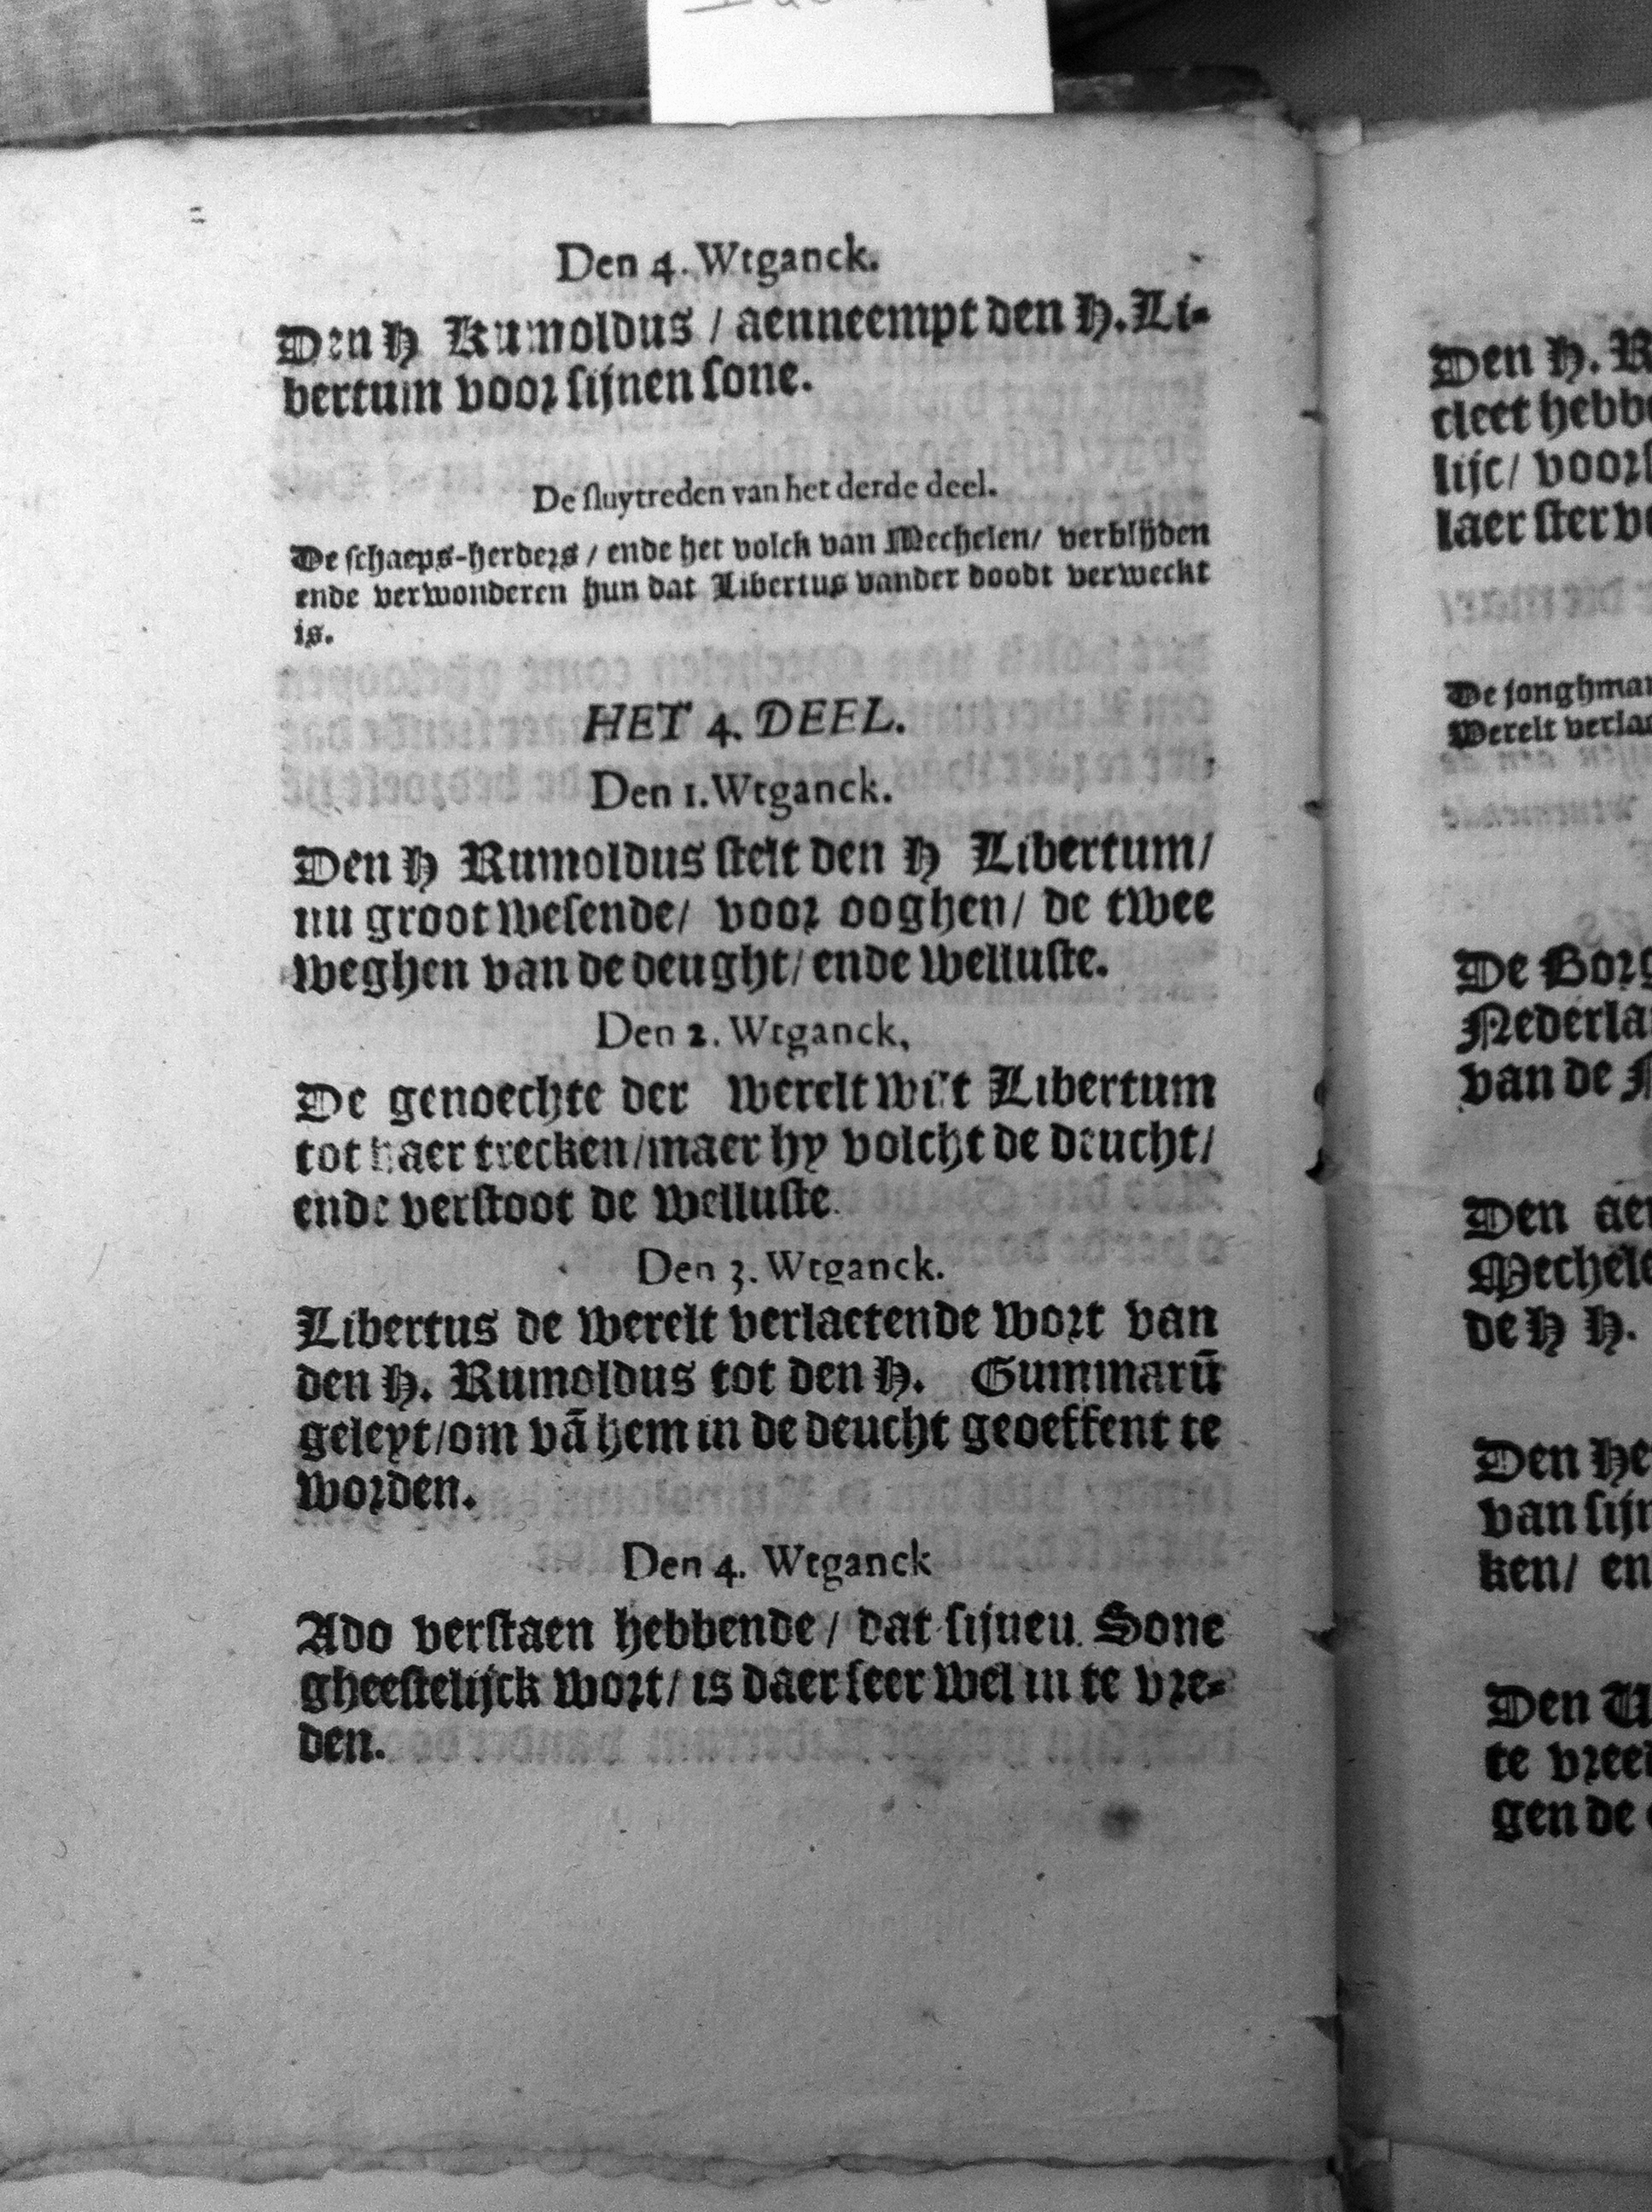 Den 4. Wtganck.
Den H Rumoldus / aenneempt den H. Li-
bertum voor sijnen sone.
De sluytreden van het derde deel.
De schaeps-herders / ende het volck van Mechelen/ verblijden
ende verwonderen hun dat Libertus vander doodt verweckt
is.
HET 4. DEEL.
Den 1. Wtganck.
Den H Rumoldus stelt den H Libertum/
nu groot wesende/ voor ooghen/ de twee
weghen van de deught/ ende welluste.
Den 2. Wtganck,
De genoechte der werelt wilt Libertum
tot haer trecken/maer hy volcht de deucht/
ende verstoot de welluste.
Den 3. Wtganck.
Libertus de werelt verlaetende wort van
den H. Rumoldus tot den H. Gummarū
geleyt/om vā hem in de deucht geoeffent te
worden.
Den 4. Wtganck
Ado verstaen hebbende/ dat sijneu Sone
gheestelijck wort/ is daer seer wel in te vre-
den.
Den H. R
cleet hebb
lijc/ voor
laer ster v
De jonghma
Werelt verla
De Borg
Nederla
van de
Den ae
Mechele
de H H.
Den He
van sij
ken/ en
Den
te vree
gen de